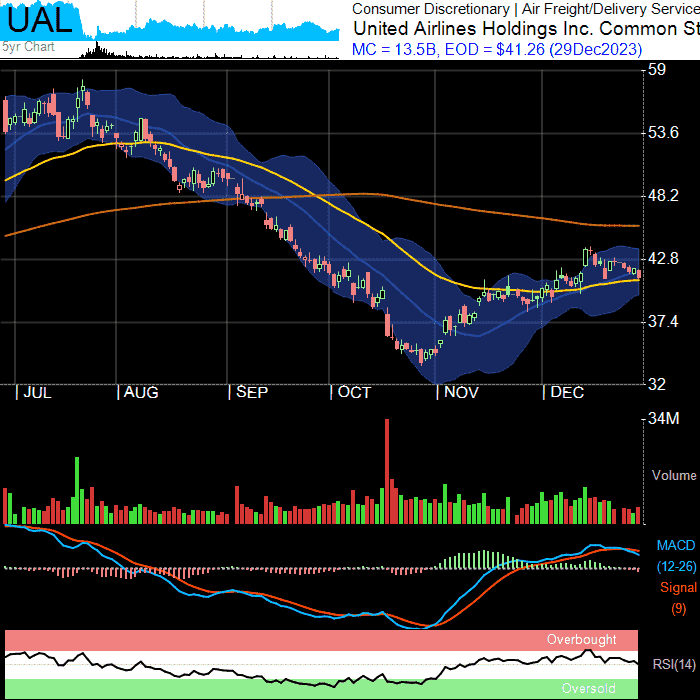 UAL
5yr Chart
Consumer Discretionary | Air Freight/Delivery Service
United Airlines Holdings Inc. Common St
MC = 13.5B, EOD = $41.26 (29Dec2023)
59
53.6
48.2
42.8
37.4
32
JUL AUG SEP OCT NOV DEC
34M
Volume
MACD
(12-26)
Signal
(9)
Overbought
RSI(14)
Oversold